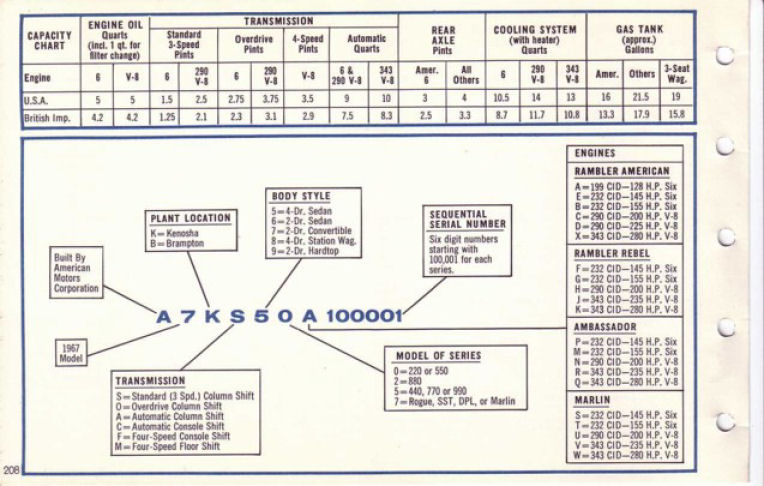 CAPACITY CHART
ENGINE OIL Quarts (incl. 1 qt. for filter change)
TRANSMISSION
Standard 3-Speed Pints
Overdrive Pints
4-Speed Pints
Automatic Quarts
REAR AXLE Pints
COOLING SYSTEM (with heater) Quarts
GAS TANK (approx.) Gallons
Engine 6 V-8 6 290 V-8 6 290 V-8 V-8 6 & 290 V-8 343 V-8 Amer. 6 All Others 6 290 V-8 343 V-8 Amer. Others 3-Seat Wag.
U.S.A. 5 5 1.5 2.5 2.75 3.75 3.5 9 10 3 4 10.5 14 13 16 21.5 19
British Imp. 4.2 4.2 1.25 2.1 2.3 3.1 2.9 7.5 8.3 2.5 3.3 8.7 11.7 10.8 13.3 17.9 15.8
Built By
American
Motors
Corporation
PLANT LOCATION
K=Kenosha
B=Brampton
BODY STYLE
5=4-Dr. Sedan
6=2-Dr. Sedan
7=2-Dr. Convertible
8=4-Dr. Station Wag.
9=2-Dr. Hardtop
SEQUENTIAL
SERIAL NUMBER
Six digit numbers
starting with
100,001 for each
series.
A 7 K S 5 0 A 100001
1967
Model
TRANSMISSION
S=Standard (3 Spd.) Column Shift
O=Overdrive Column Shift
A=Automatic Column Shift
C=Automatic Console Shift
F=Four-Speed Console Shift
M=Four-Speed Floor Shift
MODEL OF SERIES
0=220 or 550
2=880
5=440, 770 or 990
7=Rogue, SST, DPL, or Marlin
ENGINES
RAMBLER AMERICAN
A=199 CID—128 H.P. Six
E=232 CID—145 H.P. Six
B=232 CID—155 H.P. Six
C=290 CID—200 H.P. V-8
D=290 CID—225 H.P. V-8
X=343 CID—280 H.P. V-8
RAMBLER REBEL
F=232 CID—145 H.P. Six
G=232 CID—155 H.P. Six
H=290 CID—200 H.P. V-8
J=343 CID—235 H.P. V-8
K=343 CID—280 H.P. V-8
AMBASSADOR
P=232 CID—145 H.P. Six
M=232 CID—155 H.P. Six
N=290 CID—200 H.P. V-8
R=343 CID—235 H.P. V-8
Q=343 CID—280 H.P. V-8
MARLIN
S=232 CID—145 H.P. Six
T=232 CID—155 H.P. Six
U=290 CID—200 H.P. V-8
V=343 CID—235 H.P. V-8
W=343 CID—280 H.P. V-8
208